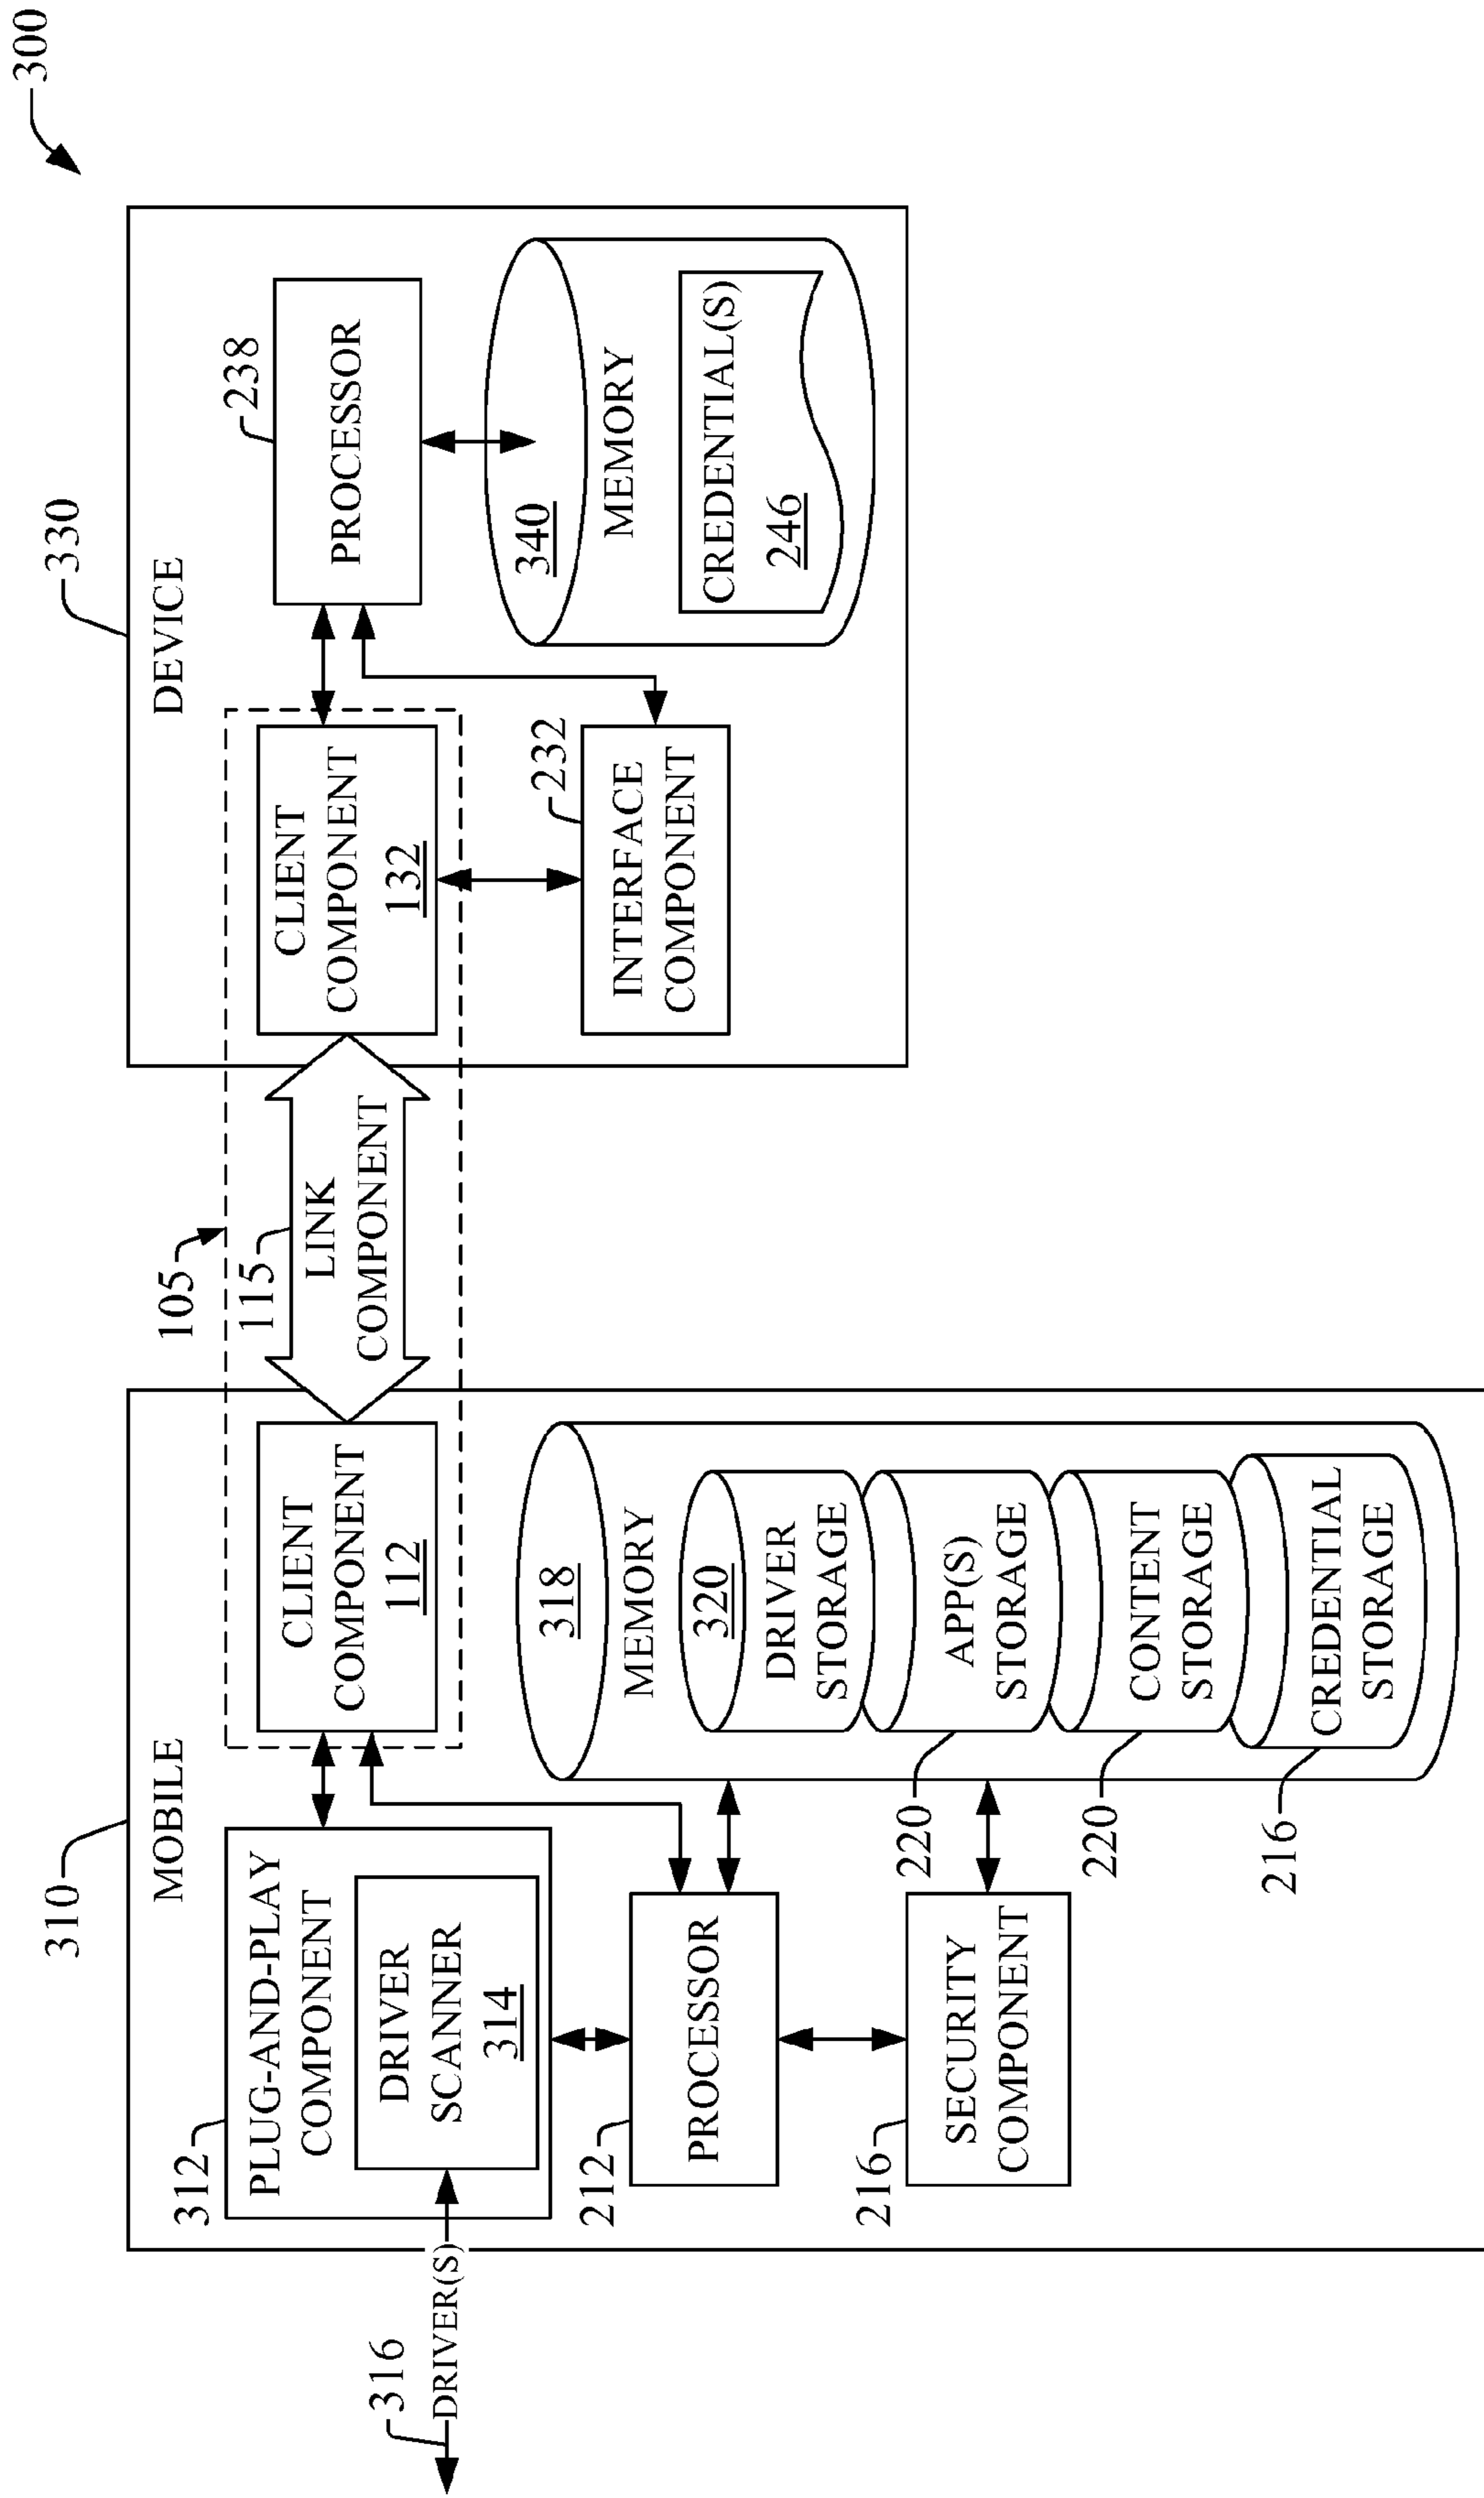 300
310
MOBILE
312
PLUG-AND-PLAY
COMPONENT
DRIVER
SCANNER
314
316
DRIVER(S)
212
PROCESSOR
216
SECURITY
COMPONENT
CLIENT
COMPONENT
112
318
MEMORY
320
DRIVER
STORAGE
APP(S)
STORAGE
220
CONTENT
STORAGE
220
CREDENTIAL
STORAGE
216
105
115
LINK
COMPONENT
330
DEVICE
CLIENT
COMPONENT
132
232
INTERFACE
COMPONENT
238
PROCESSOR
340
MEMORY
CREDENTIAL(S)
246